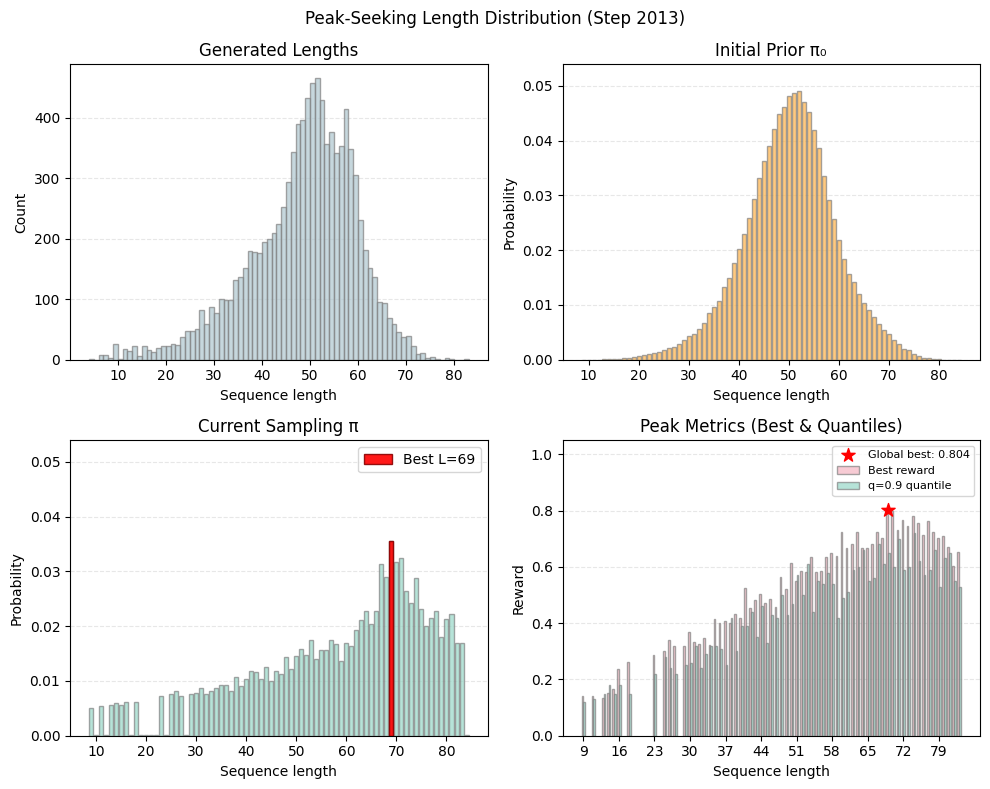 Peak-Seeking Length Distribution (Step 2013)
Generated Lengths
Count
400
300
200
100
0
10 20 30 40 50 60 70 80
Sequence length
Initial Prior π₀
Probability
0.05
0.04
0.03
0.02
0.01
0.00
10 20 30 40 50 60 70 80
Sequence length
Current Sampling π
Best L=69
Probability
0.05
0.04
0.03
0.02
0.01
0.00
10 20 30 40 50 60 70 80
Sequence length
Peak Metrics (Best & Quantiles)
Global best: 0.804
Best reward
q=0.9 quantile
Reward
1.0
0.8
0.6
0.4
0.2
0.0
9 16 23 30 37 44 51 58 65 72 79
Sequence length